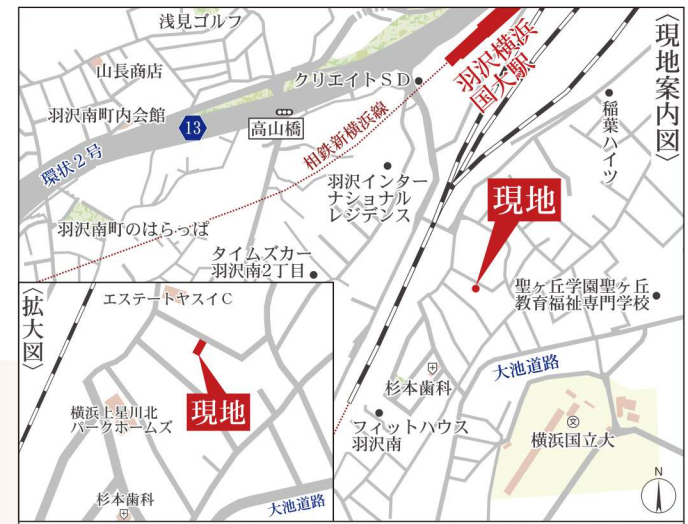 浅見ゴルフ
山長商店
クリエイトSD
羽沢横浜
国大駅
〈現地案内図〉
羽沢南町内会館
13
高山橋
環状2号
相鉄新横浜線
稲葉ハイツ
羽沢インター
ナショナル
レジデンス
現地
羽沢南町のはらっぱ
タイムズカー
羽沢南2丁目
聖ヶ丘学園聖ヶ丘
教育福祉専門学校
大池道路
杉本歯科
フィットハウス
羽沢南
文
横浜国立大
N
〈拡大図〉
エステートヤスイC
現地
横浜上星川北
パークホームズ
杉本歯科
大池道路